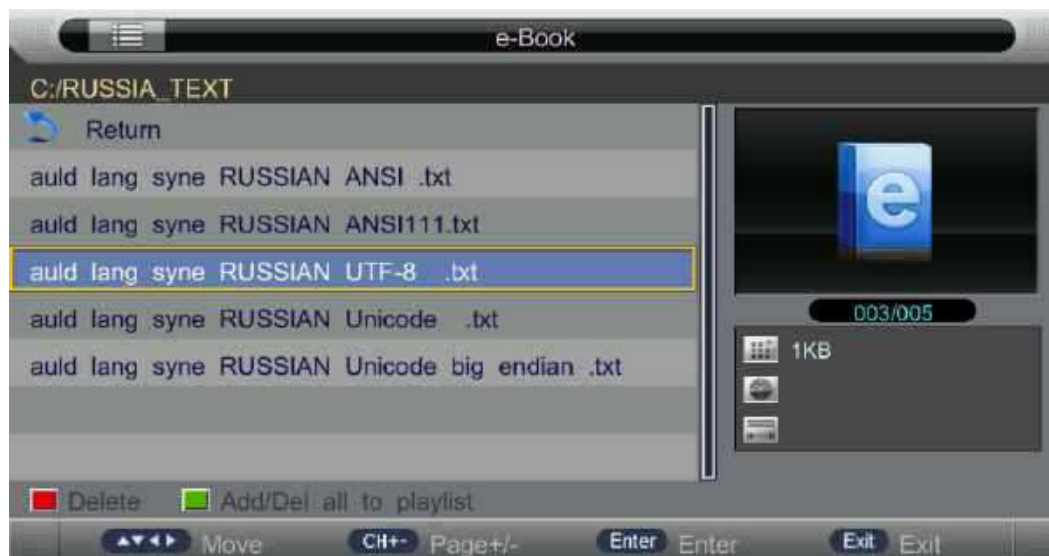 e-Book
C:/RUSSIA_TEXT
Return
auld lang syne RUSSIAN ANSI .txt
auld lang syne RUSSIAN ANSI111.txt
auld lang syne RUSSIAN UTF-8 .txt
auld lang syne RUSSIAN Unicode .txt
auld lang syne RUSSIAN Unicode big endian .txt
e
003/005
1KB
Delete Add/Del all to playlist
Move CH+- Page+/- Enter Enter Exit Exit